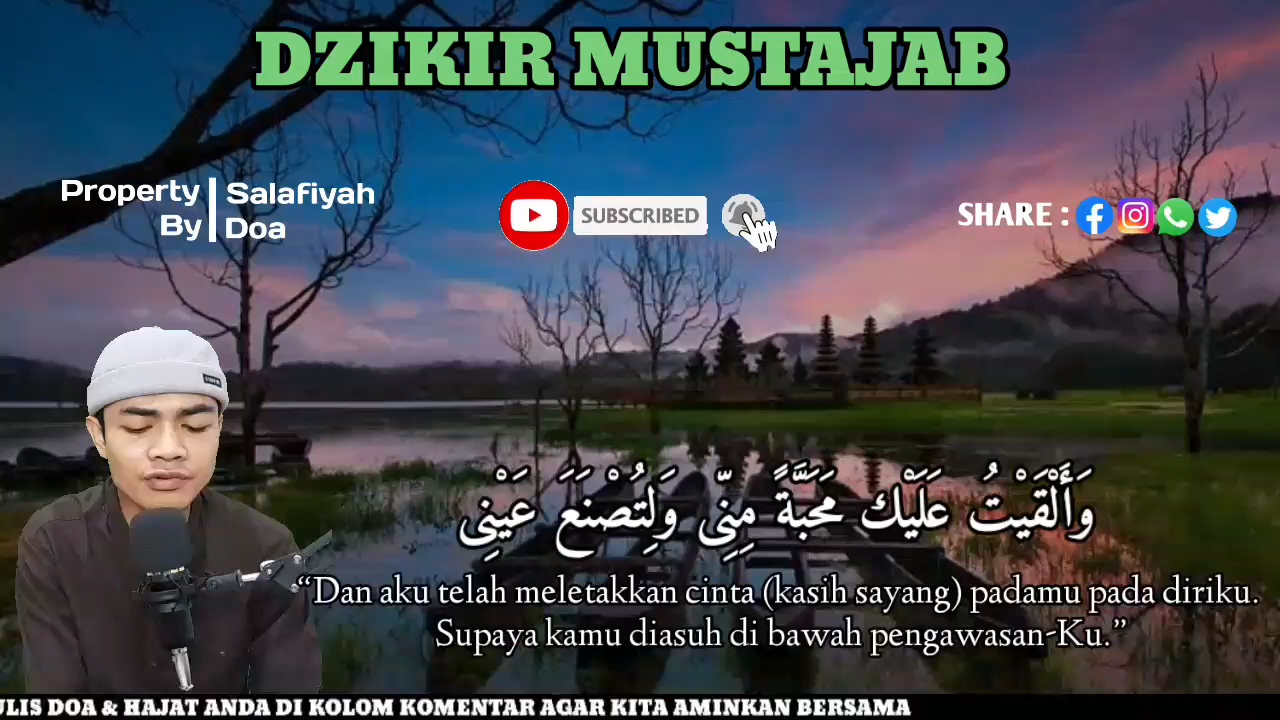 DZIKIR MUSTAJAB
Property By
Salafiyah Doa
SUBSCRIBED
SHARE :
وَأَلْقَيْتُ عَلَيْك مَحَبَّةً مِنِّى وَلِتُصْنَعَ عَيْنِى
“Dan aku telah meletakkan cinta (kasih sayang) padamu pada diriku.
Supaya kamu diasuh di bawah pengawasan-Ku.”
ULIS DOA & HAJAT ANDA DI KOLOM KOMENTAR AGAR KITA AMINKAN BERSAMA